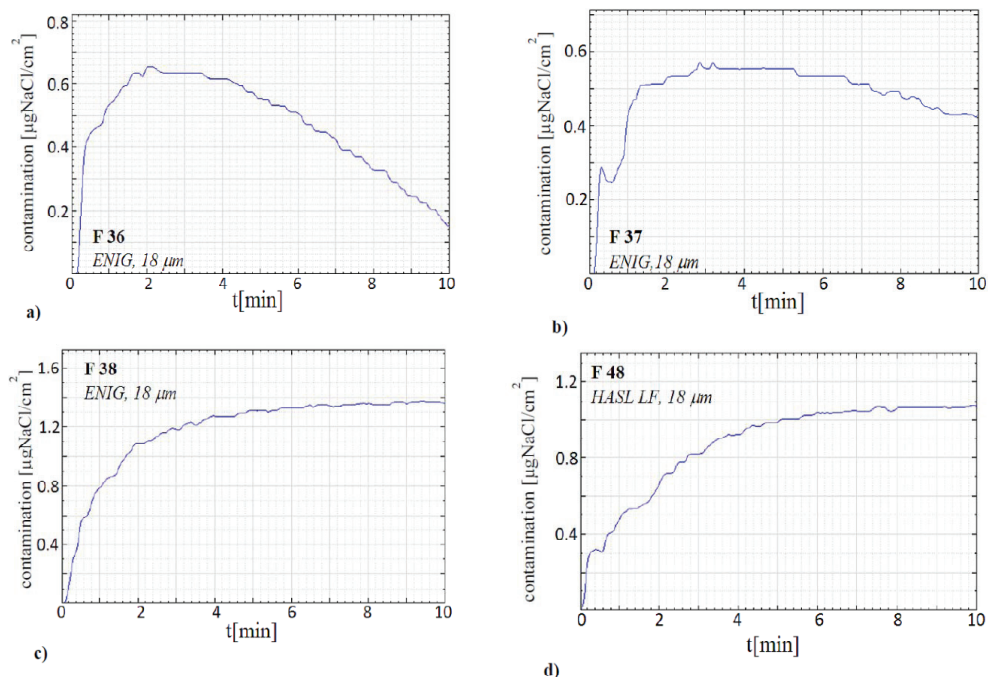 contamination [µgNaCl/cm²]
0.8
0.6
0.4
0.2
F 36
ENIG, 18 µm
0
2
4
6
8
10
t[min]
a)
contamination [µgNaCl/cm²]
0.6
0.4
0.2
F 37
ENIG,18 µm
0
2
4
6
8
10
t[min]
b)
contamination [µgNaCl/cm²]
1.6
1.2
0.8
0.4
F 38
ENIG, 18 µm
0
2
4
6
8
10
t[min]
c)
contamination [µgNaCl/cm²]
1.2
0.8
0.4
F 48
HASL LF, 18 µm
0
2
4
6
8
10
t[min]
d)